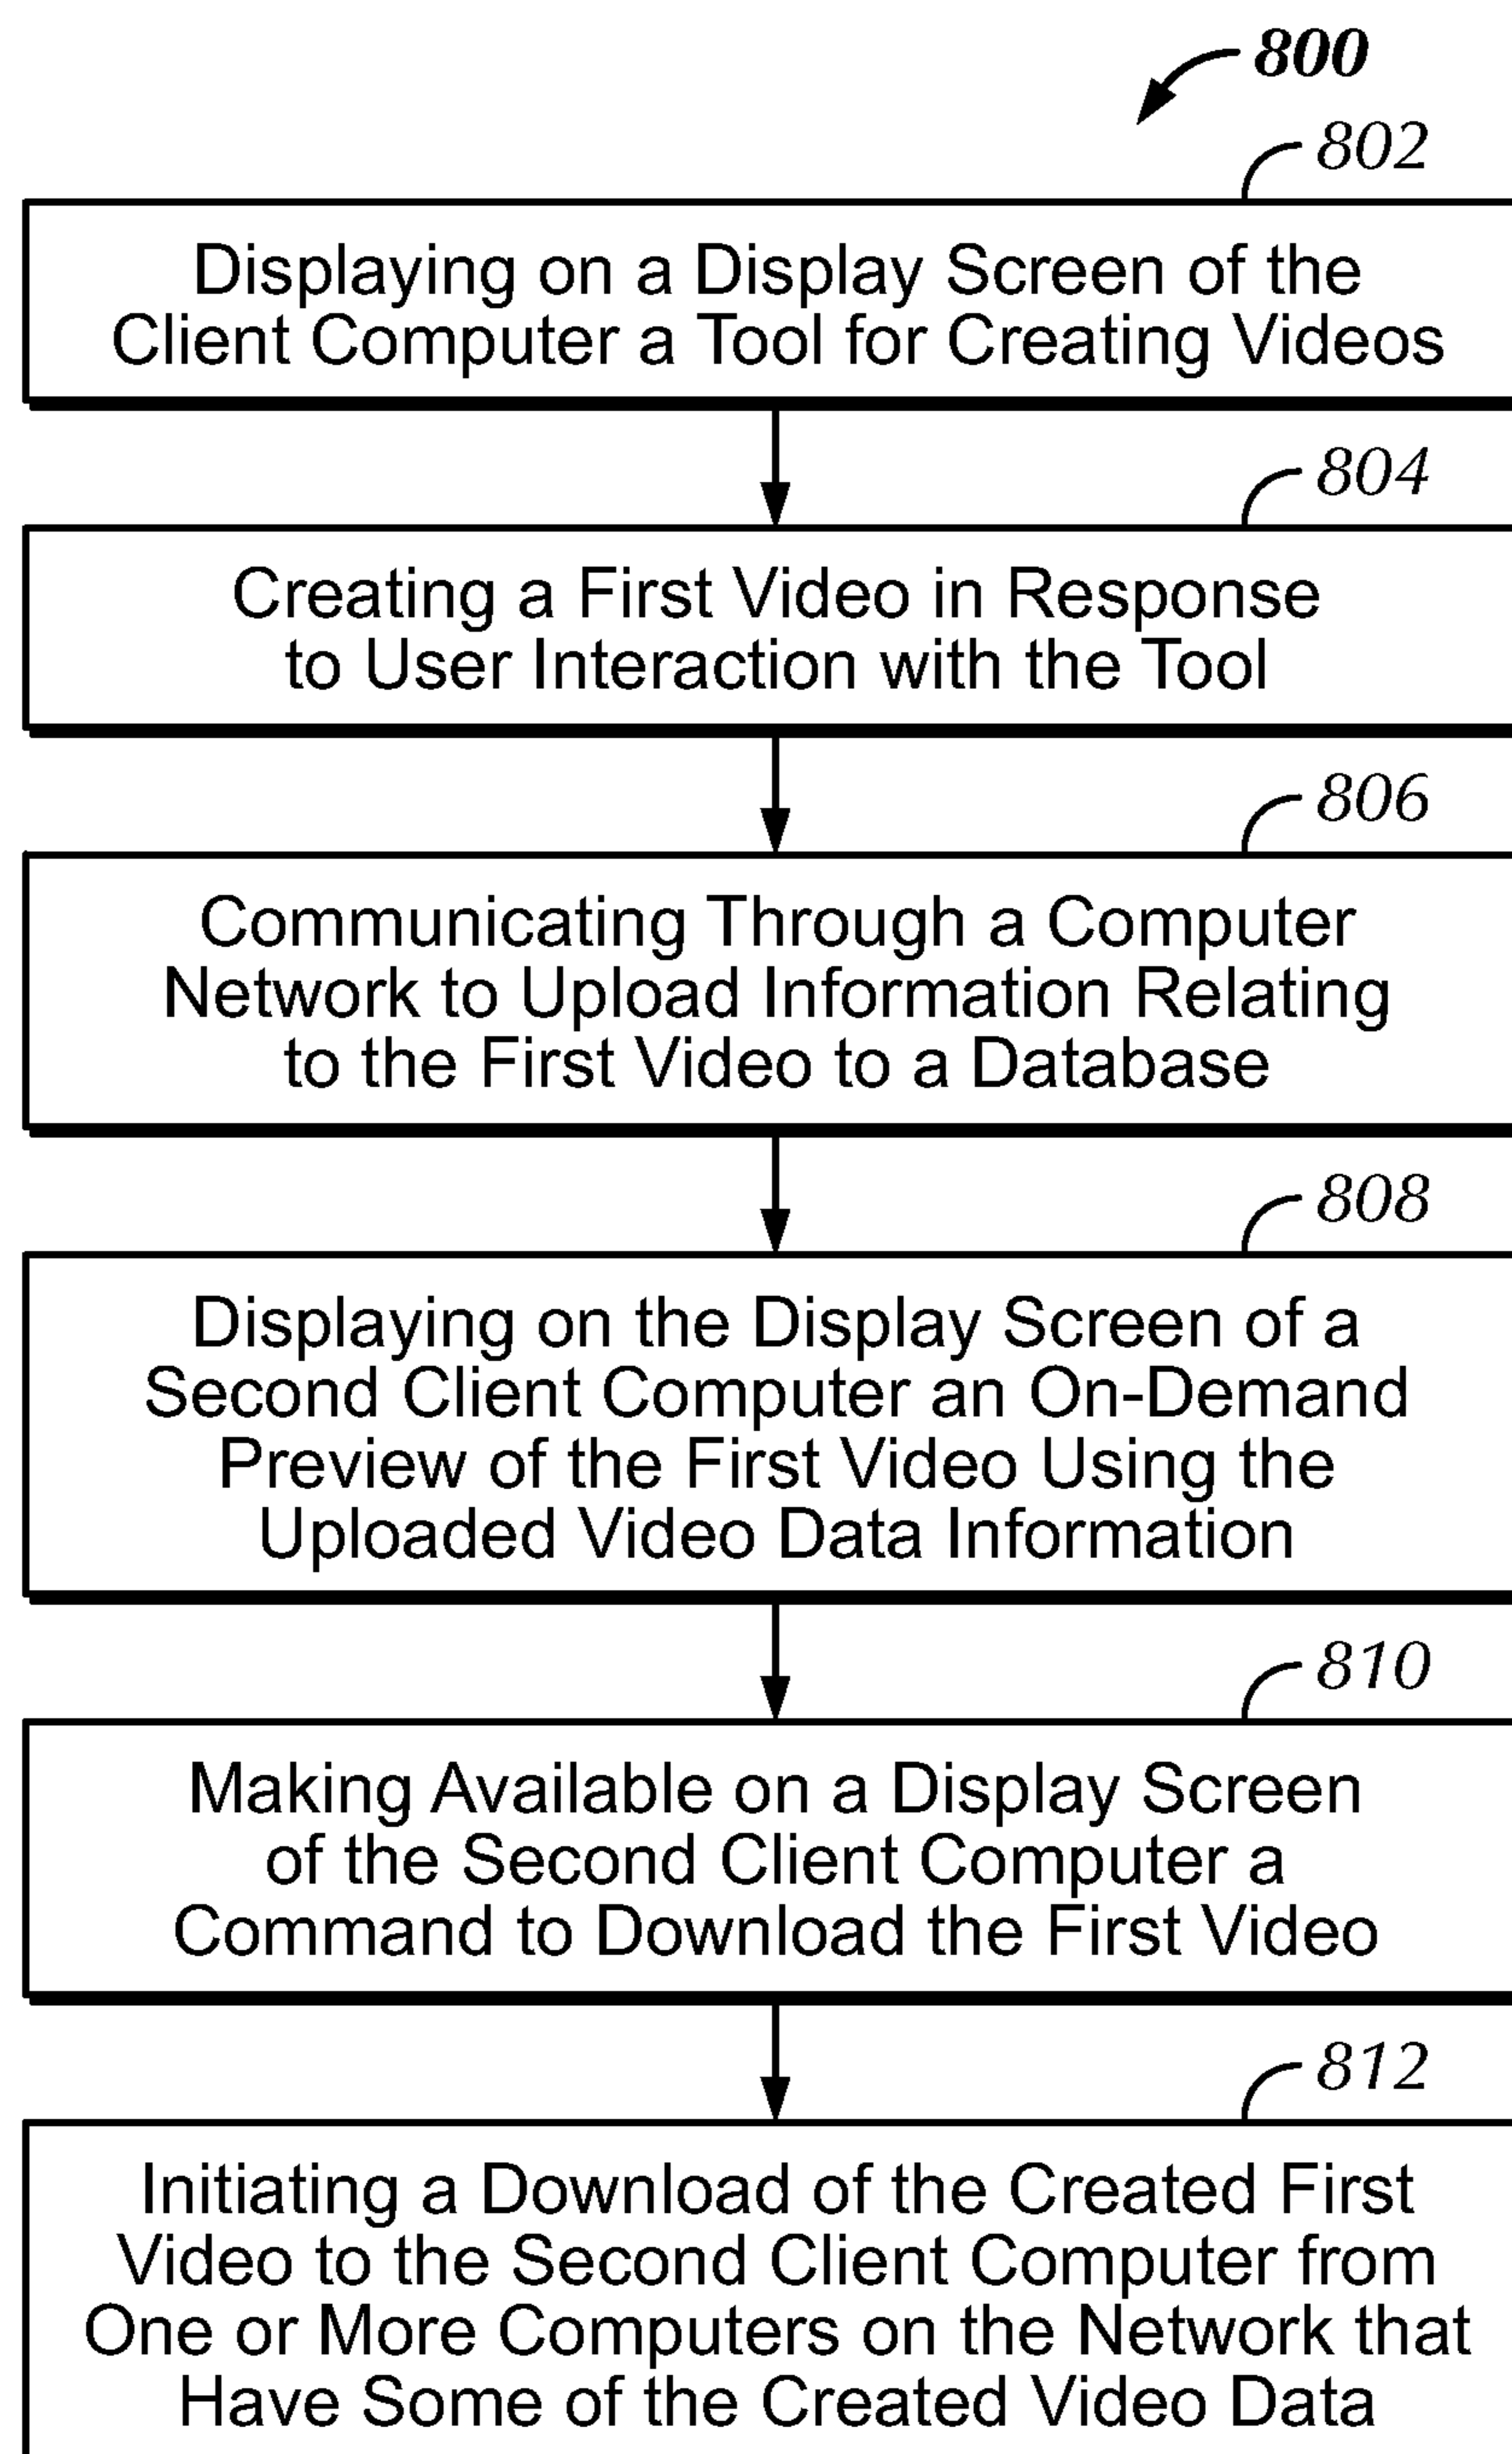 800
802
Displaying on a Display Screen of the
Client Computer a Tool for Creating Videos
804
Creating a First Video in Response
to User Interaction with the Tool
806
Communicating Through a Computer
Network to Upload Information Relating
to the First Video to a Database
808
Displaying on the Display Screen of a
Second Client Computer an On-Demand
Preview of the First Video Using the
Uploaded Video Data Information
810
Making Available on a Display Screen
of the Second Client Computer a
Command to Download the First Video
812
Initiating a Download of the Created First
Video to the Second Client Computer from
One or More Computers on the Network that
Have Some of the Created Video Data